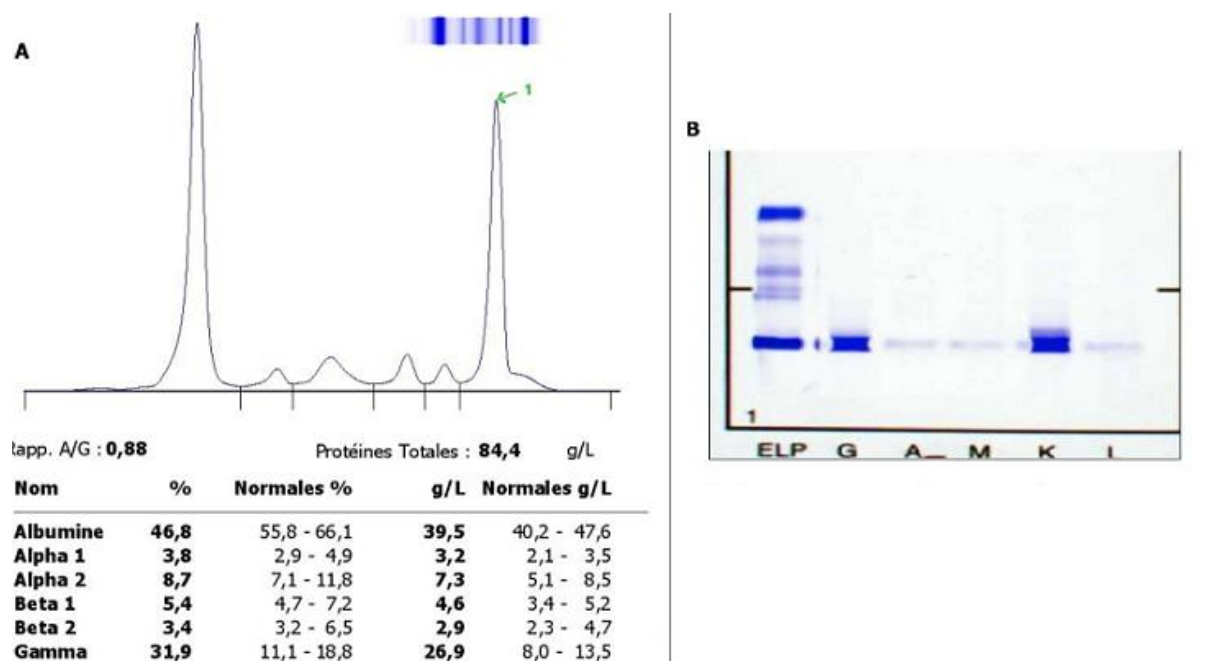 A
1
Rapp. A/G : 0,88 Protéines Totales : 84,4 g/L
Nom % Normales % g/L Normales g/L
Albumine 46,8 55,8 - 66,1 39,5 40,2 - 47,6
Alpha 1 3,8 2,9 - 4,9 3,2 2,1 - 3,5
Alpha 2 8,7 7,1 - 11,8 7,3 5,1 - 8,5
Beta 1 5,4 4,7 - 7,2 4,6 3,4 - 5,2
Beta 2 3,4 3,2 - 6,5 2,9 2,3 - 4,7
Gamma 31,9 11,1 - 18,8 26,9 8,0 - 13,5
B
1
ELP G A M K L